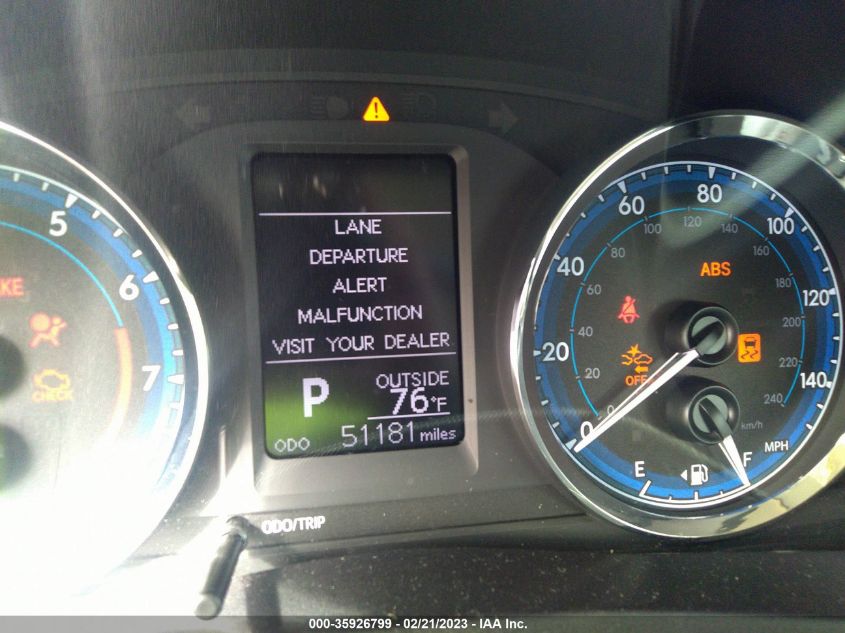 LANE
DEPARTURE
ALERT
MALFUNCTION
VISIT YOUR DEALER
P
OUTSIDE
76°F
ODO 51181 miles
ODO/TRIP
5
6
7
CHECK
0
20
40
60
80
100
120
140
MPH
0
20
40
60
80
100
120
140
160
180
200
220
240
km/h
ABS
OFF
E
F
000-35926799 - 02/21/2023 - IAA Inc.